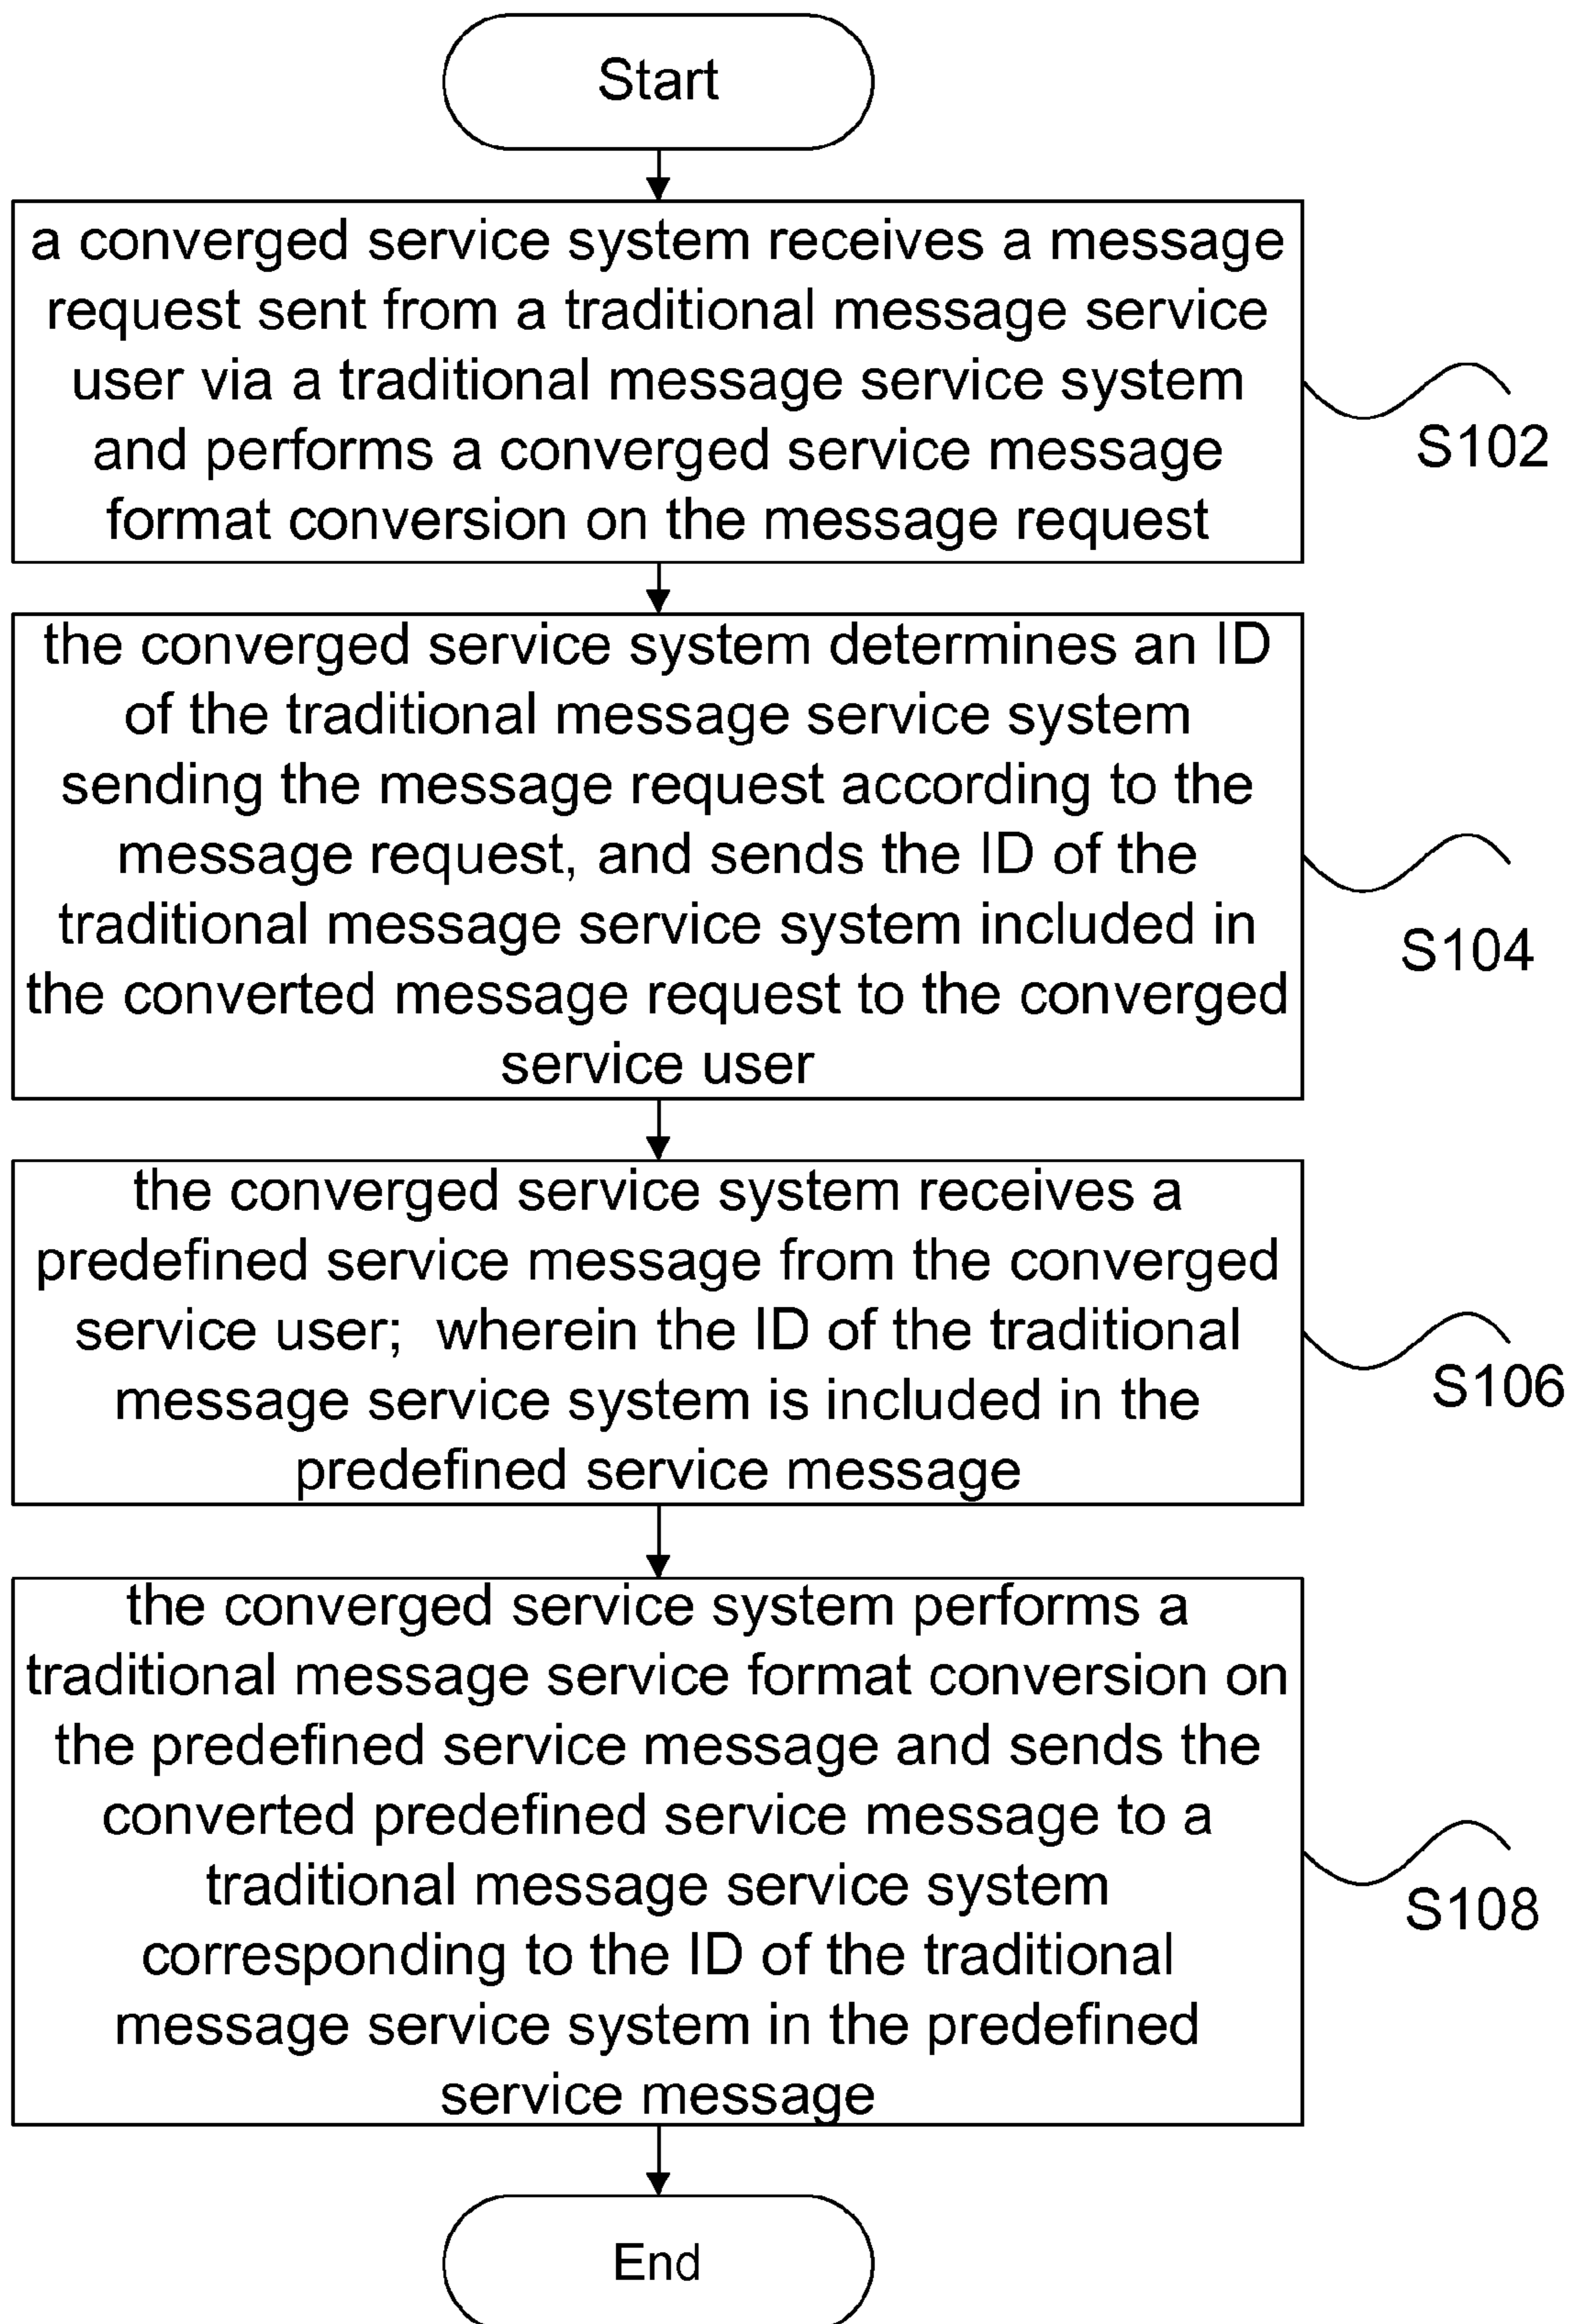 Start
a converged service system receives a message
request sent from a traditional message service
user via a traditional message service system
and performs a converged service message
format conversion on the message request
S102
the converged service system determines an ID
of the traditional message service system
sending the message request according to the
message request, and sends the ID of the
traditional message service system included in
the converted message request to the converged
service user
S104
the converged service system receives a
predefined service message from the converged
service user; wherein the ID of the traditional
message service system is included in the
predefined service message
S106
the converged service system performs a
traditional message service format conversion on
the predefined service message and sends the
converted predefined service message to a
traditional message service system
corresponding to the ID of the traditional
message service system in the predefined
service message
S108
End